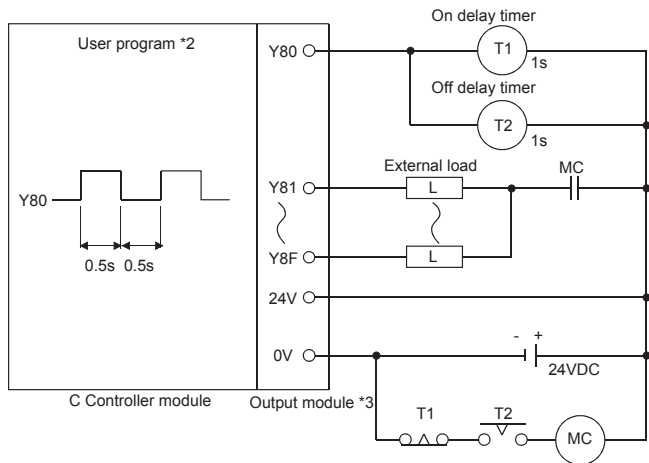 On delay timer
User program *2
Y80
T1
1s
Off delay timer
T2
1s
External load
MC
Y80
Y81
L
0.5s 0.5s
Y8F
L
24V
0V
- +
24VDC
C Controller module
Output module *3
T1
T2
MC